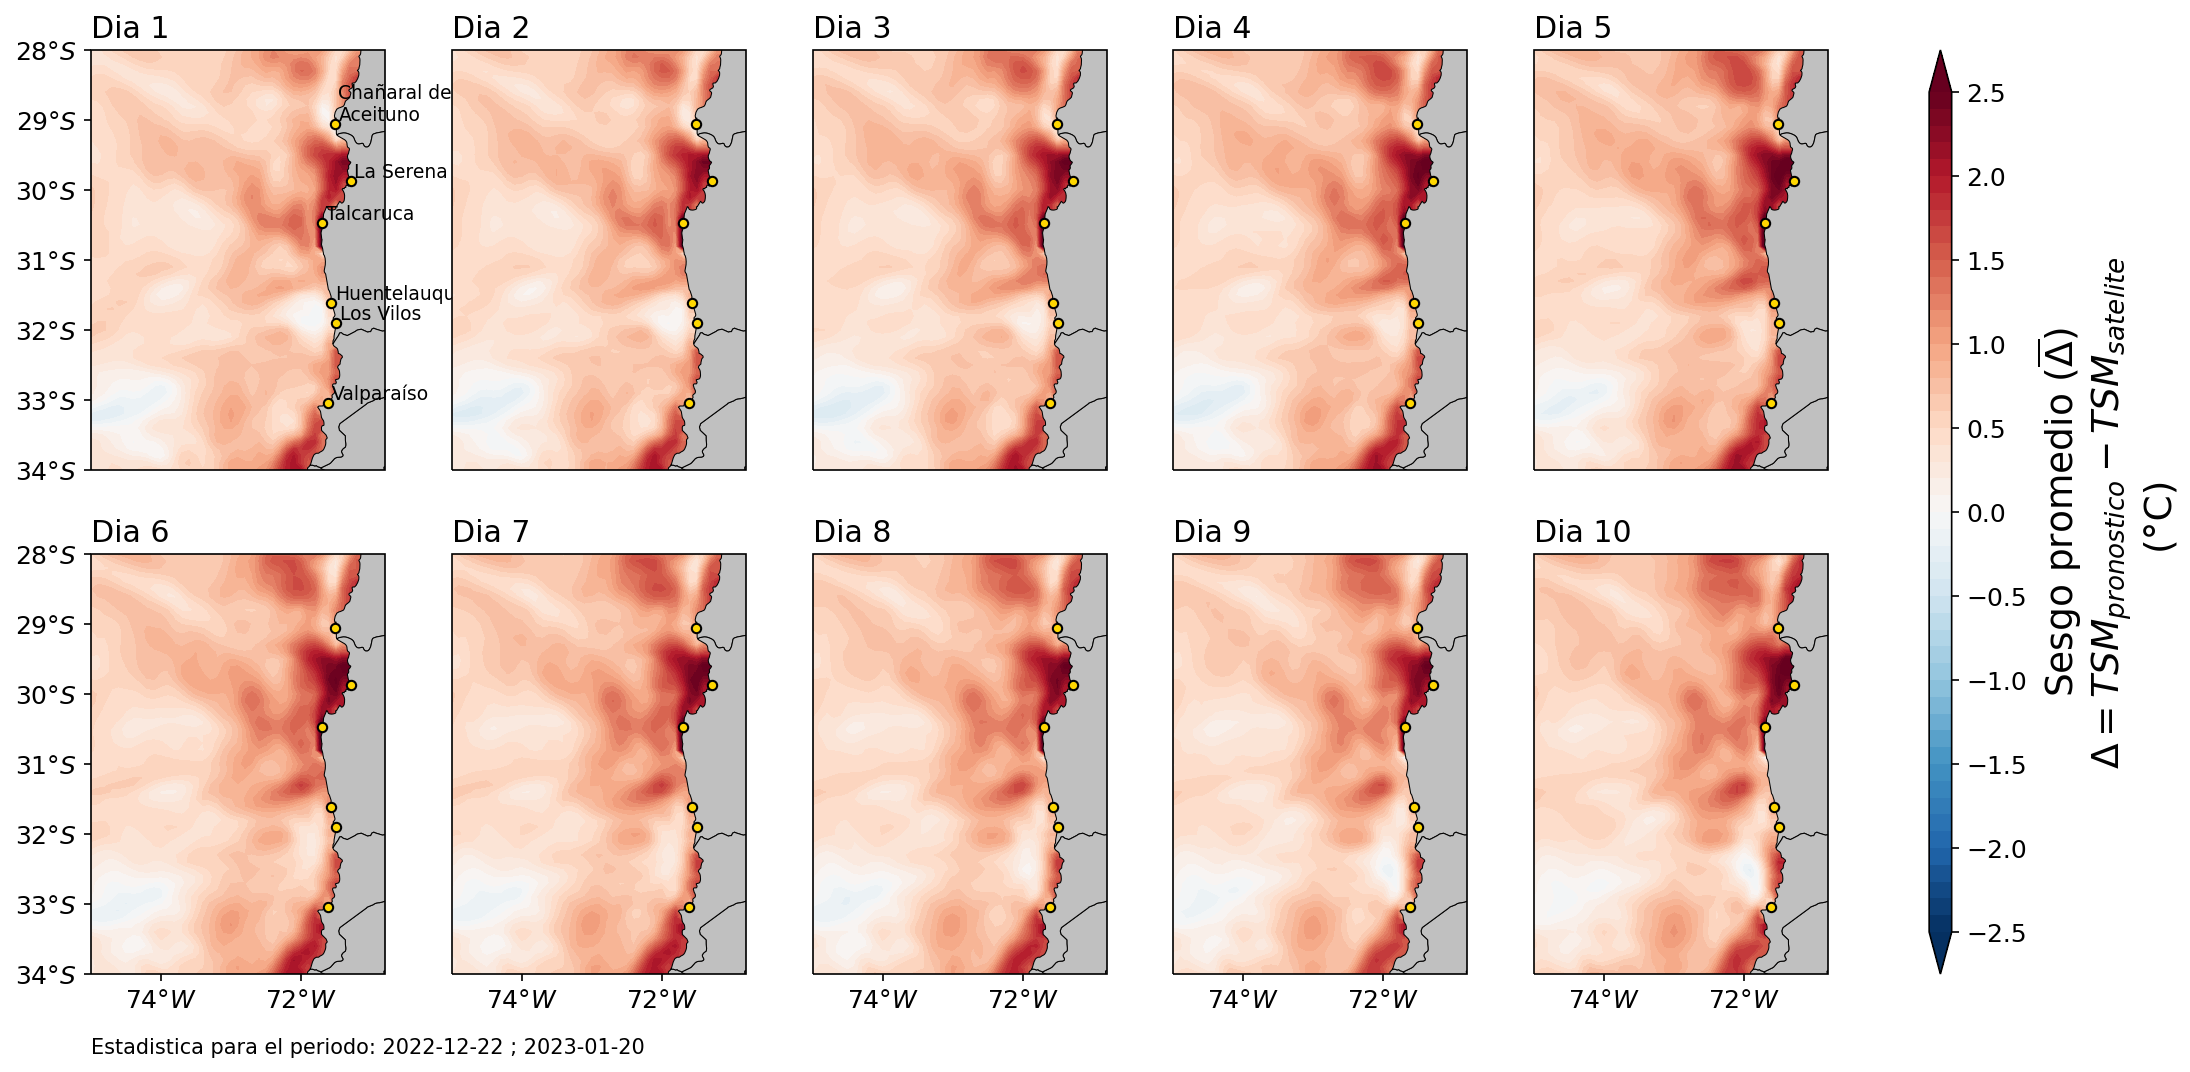 Dia 1
Dia 2
Dia 3
Dia 4
Dia 5
28°S
29°S
30°S
31°S
32°S
33°S
34°S
Chañaral de
Aceituno
La Serena
Talcaruca
Huentelauqu
Los Vilos
Valparaíso
Dia 6
Dia 7
Dia 8
Dia 9
Dia 10
28°S
29°S
30°S
31°S
32°S
33°S
34°S
74°W
72°W
74°W
72°W
74°W
72°W
74°W
72°W
74°W
72°W
2.5
2.0
1.5
1.0
0.5
0.0
−0.5
−1.0
−1.5
−2.0
−2.5
Sesgo promedio (Δ̅)
Δ = TSM_pronostico − TSM_satelite
(°C)
Estadistica para el periodo: 2022-12-22 ; 2023-01-20